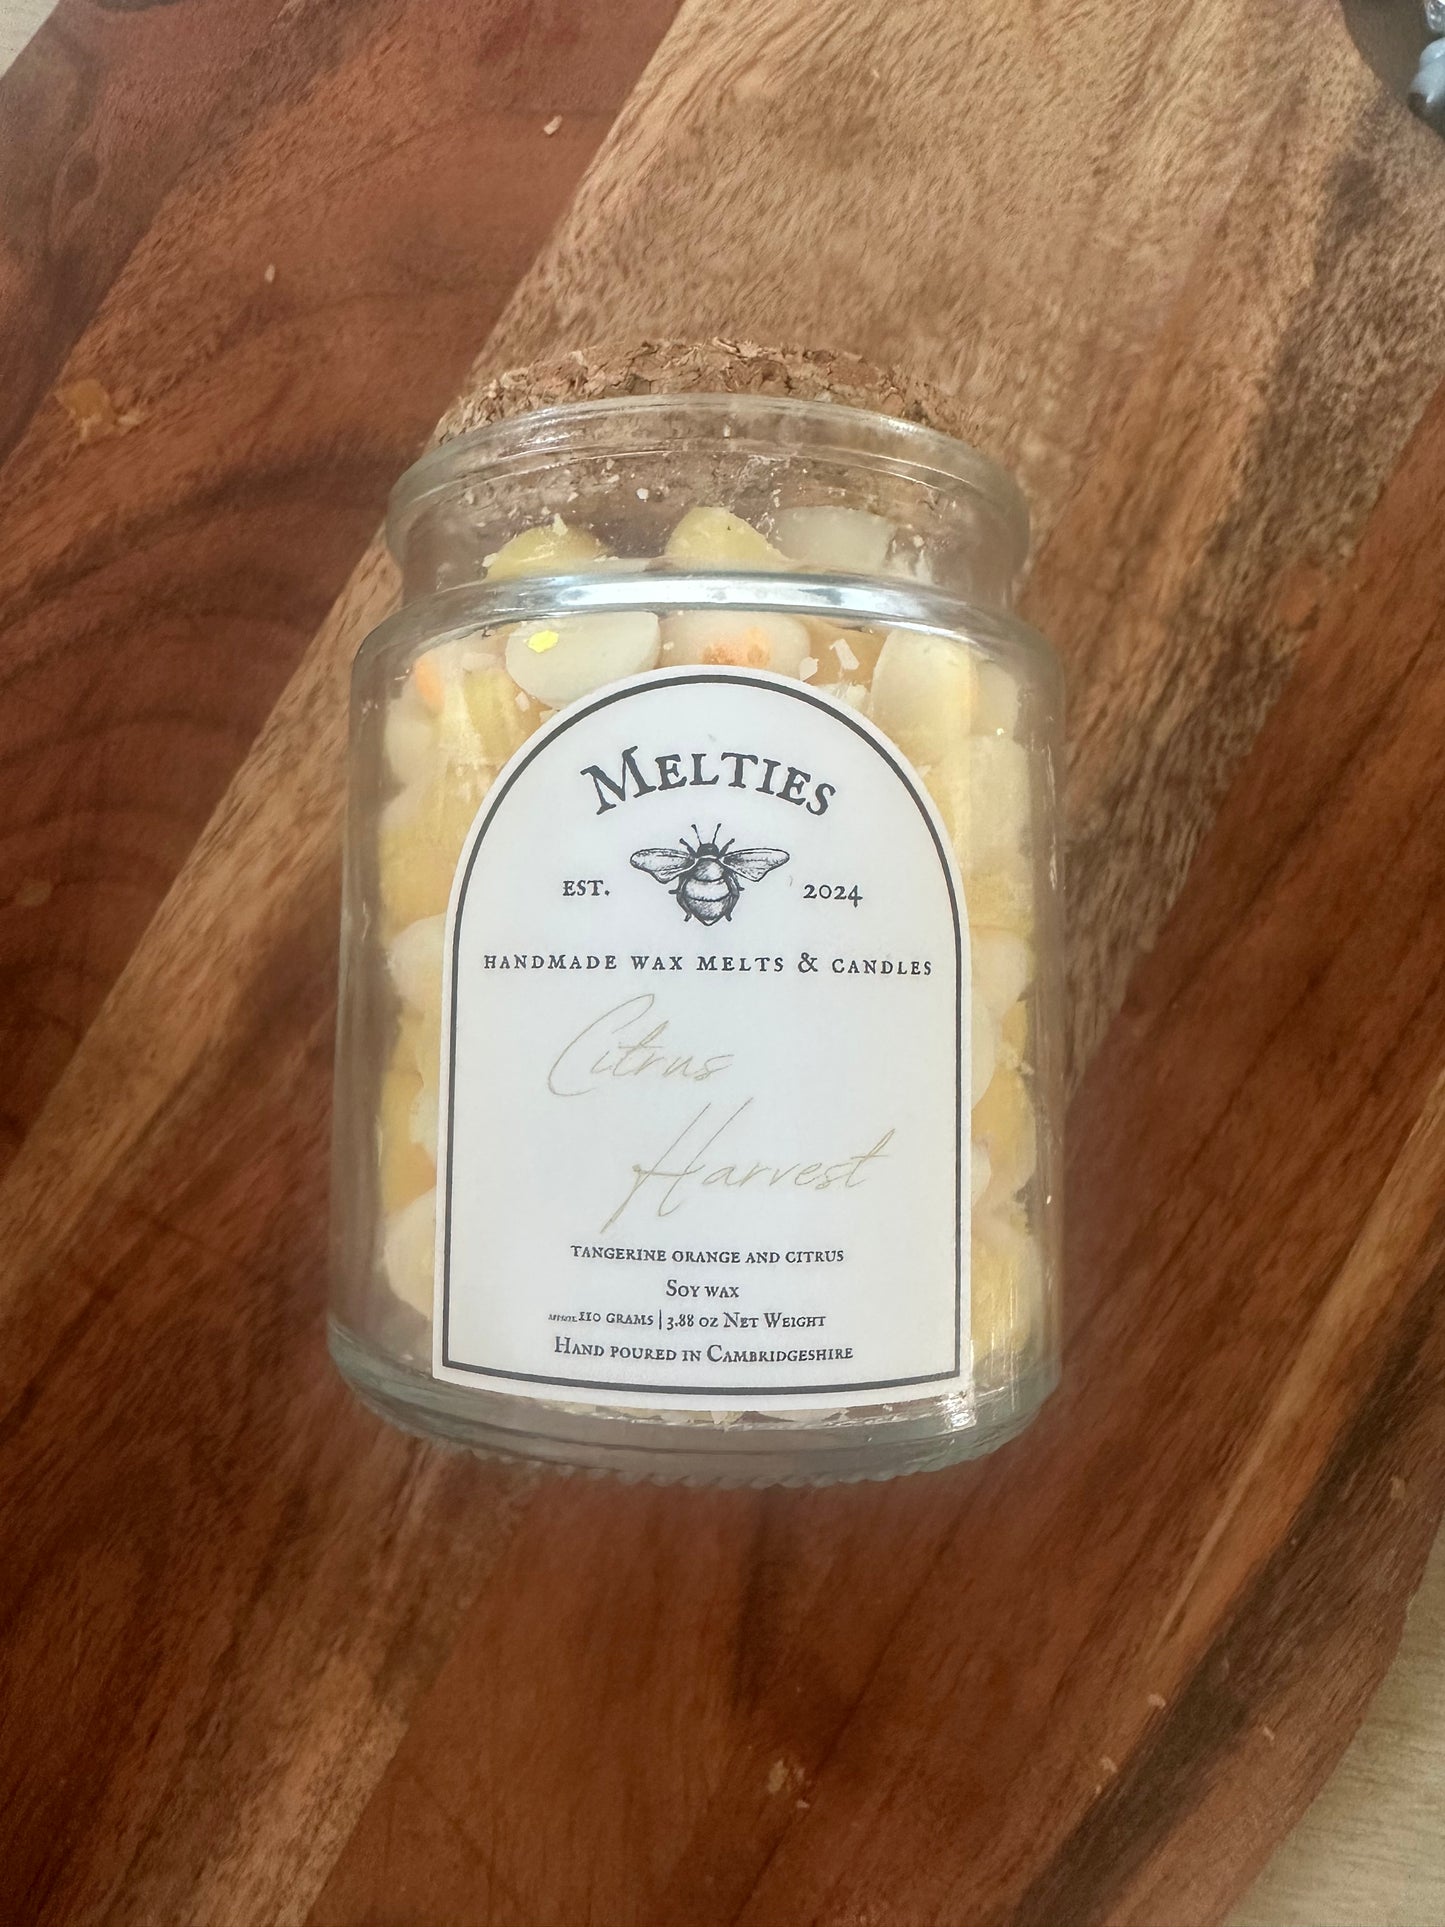 MELTIES
EST. 2024
HANDMADE WAX MELTS & CANDLES
Citrus
Harvest
TANGERINE ORANGE AND CITRUS
SOY WAX
APPROX. 110 GRAMS | 3.88 OZ NET WEIGHT
HAND POURED IN CAMBRIDGESHIRE